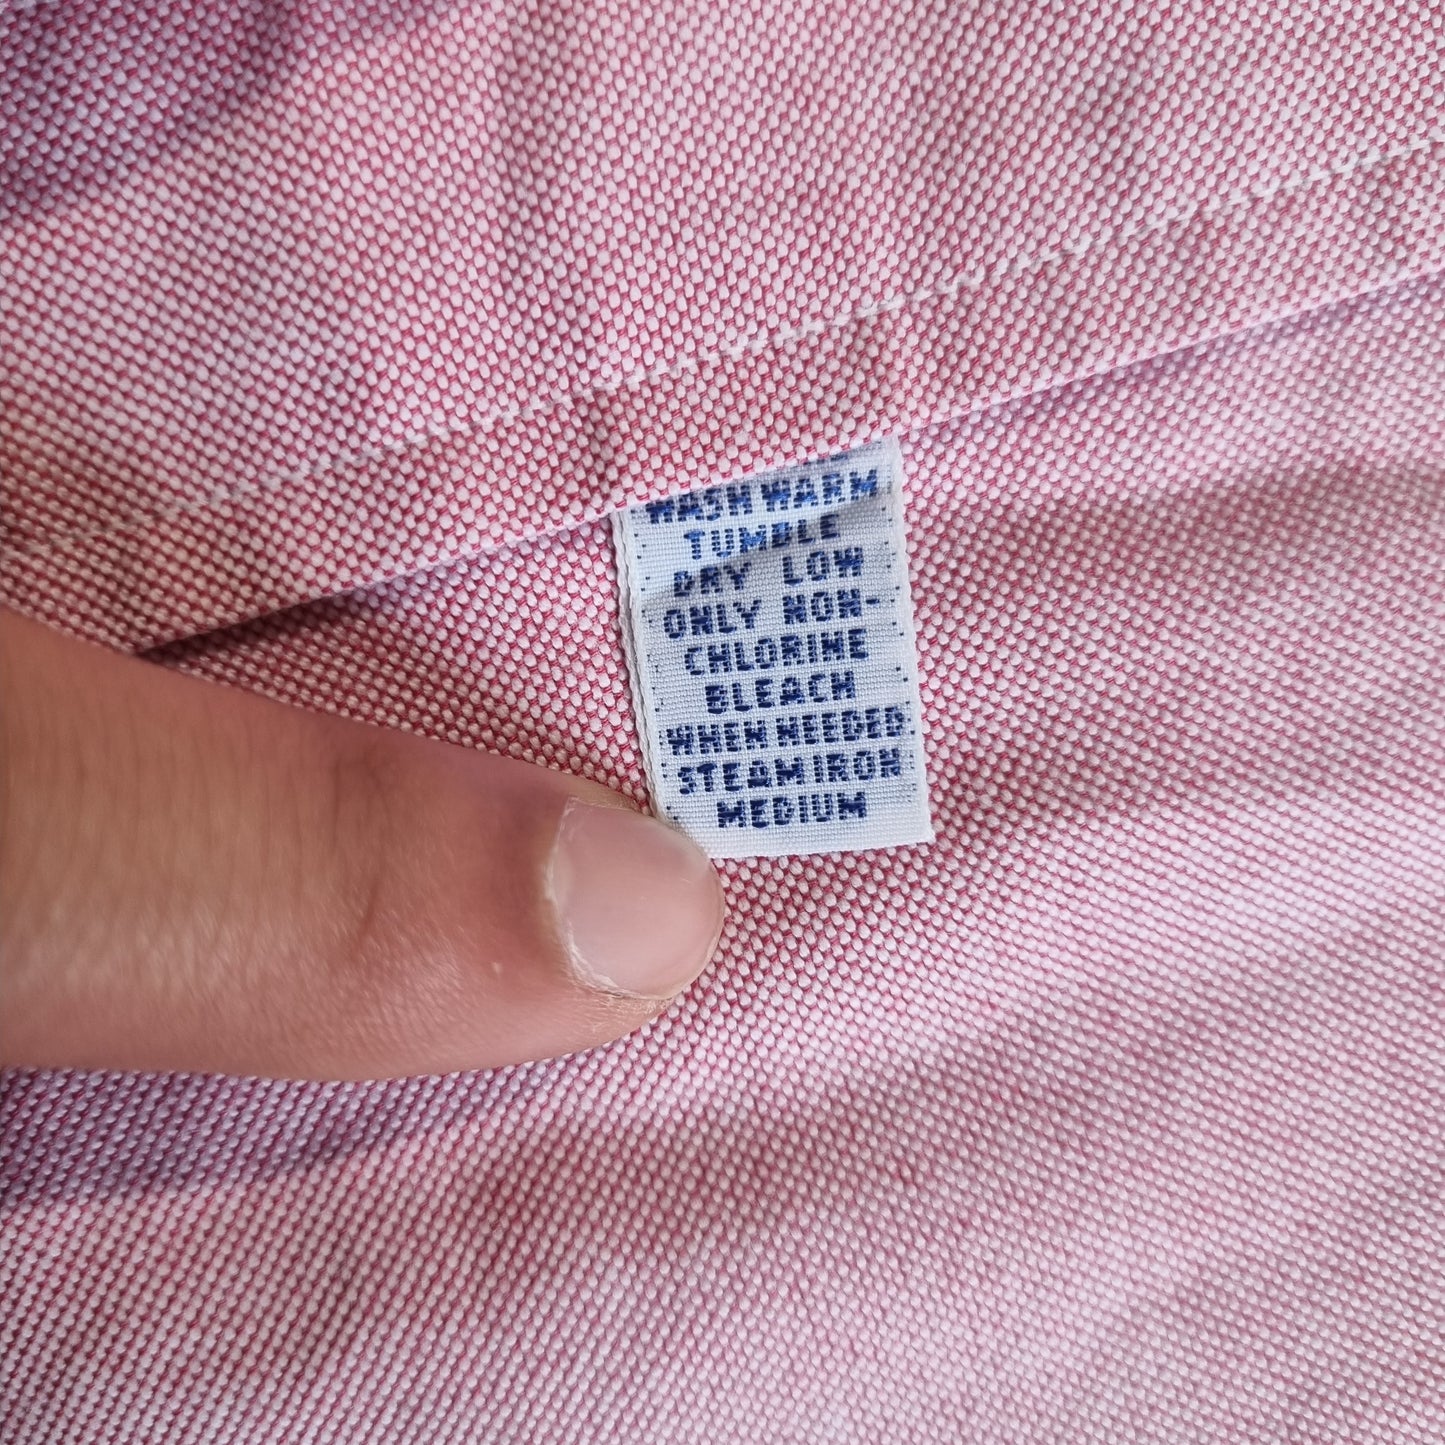 WASH WARM
TUMBLE
DRY LOW
ONLY NON-
CHLORINE
BLEACH
WHEN NEEDED
STEAM IRON
MEDIUM